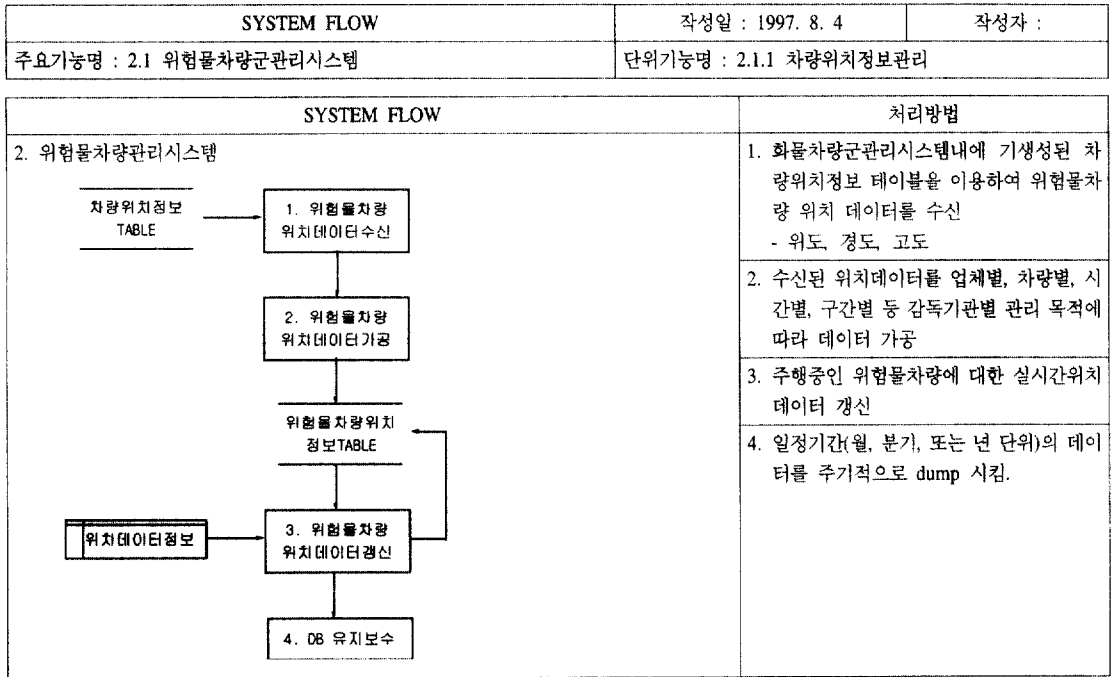 SYSTEM FLOW
작성일 : 1997. 8. 4
작성자 :
주요기능명 : 2.1 위험물차량군관리시스템
단위기능명 : 2.1.1 차량위치정보관리
SYSTEM FLOW
처리방법
2. 위험물차량관리시스템
차량위치정보
TABLE
1. 위험물차량
위치데이터수신
2. 위험물차량
위치데이터가공
위험물차량위치
정보TABLE
위치데이터정보
3. 위험물차량
위치데이터갱신
4. DB 유지보수
1. 화물차량군관리시스템내에 기생성된 차
량위치정보 테이블을 이용하여 위험물차
량 위치 데이터를 수신
- 위도, 경도, 고도
2. 수신된 위치데이터를 업체별, 차량별, 시
간별, 구간별 등 감독기관별 관리 목적에
따라 데이터 가공
3. 주행중인 위험물차량에 대한 실시간위치
데이터 갱신
4. 일정기간(월, 분기, 또는 년 단위)의 데이
터를 주기적으로 dump 시킴.